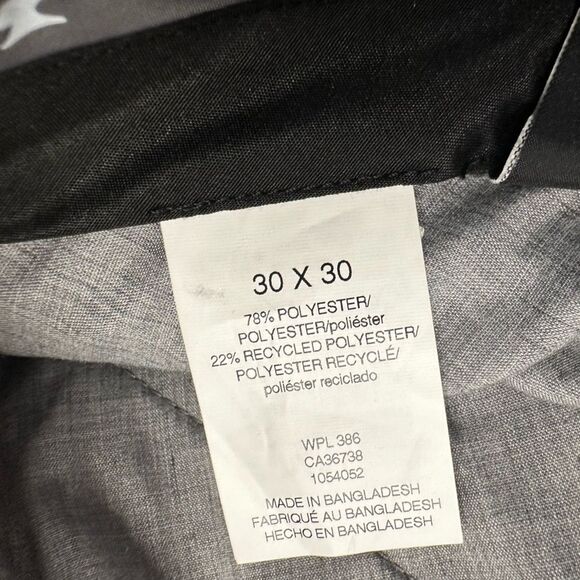 30 X 30
78% POLYESTER/
POLYESTER/poliéster
22% RECYCLED POLYESTER/
POLYESTER RECYCLÉ/
poliéster reciclado
WPL 386
CA36738
1054052
MADE IN BANGLADESH
FABRIQUÉ AU BANGLADESH
HECHO EN BANGLADESH